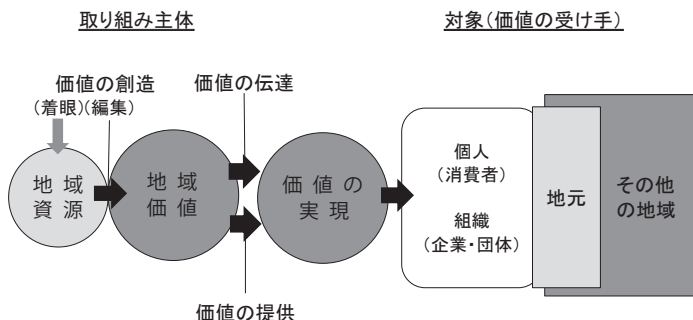 取り組み主体
対象(価値の受け手)
価値の創造
(着眼)(編集)
価値の伝達
地域
資源
地域
価値
価値の
実現
個人
(消費者)
組織
(企業・団体)
地元
その他
の地域
価値の提供